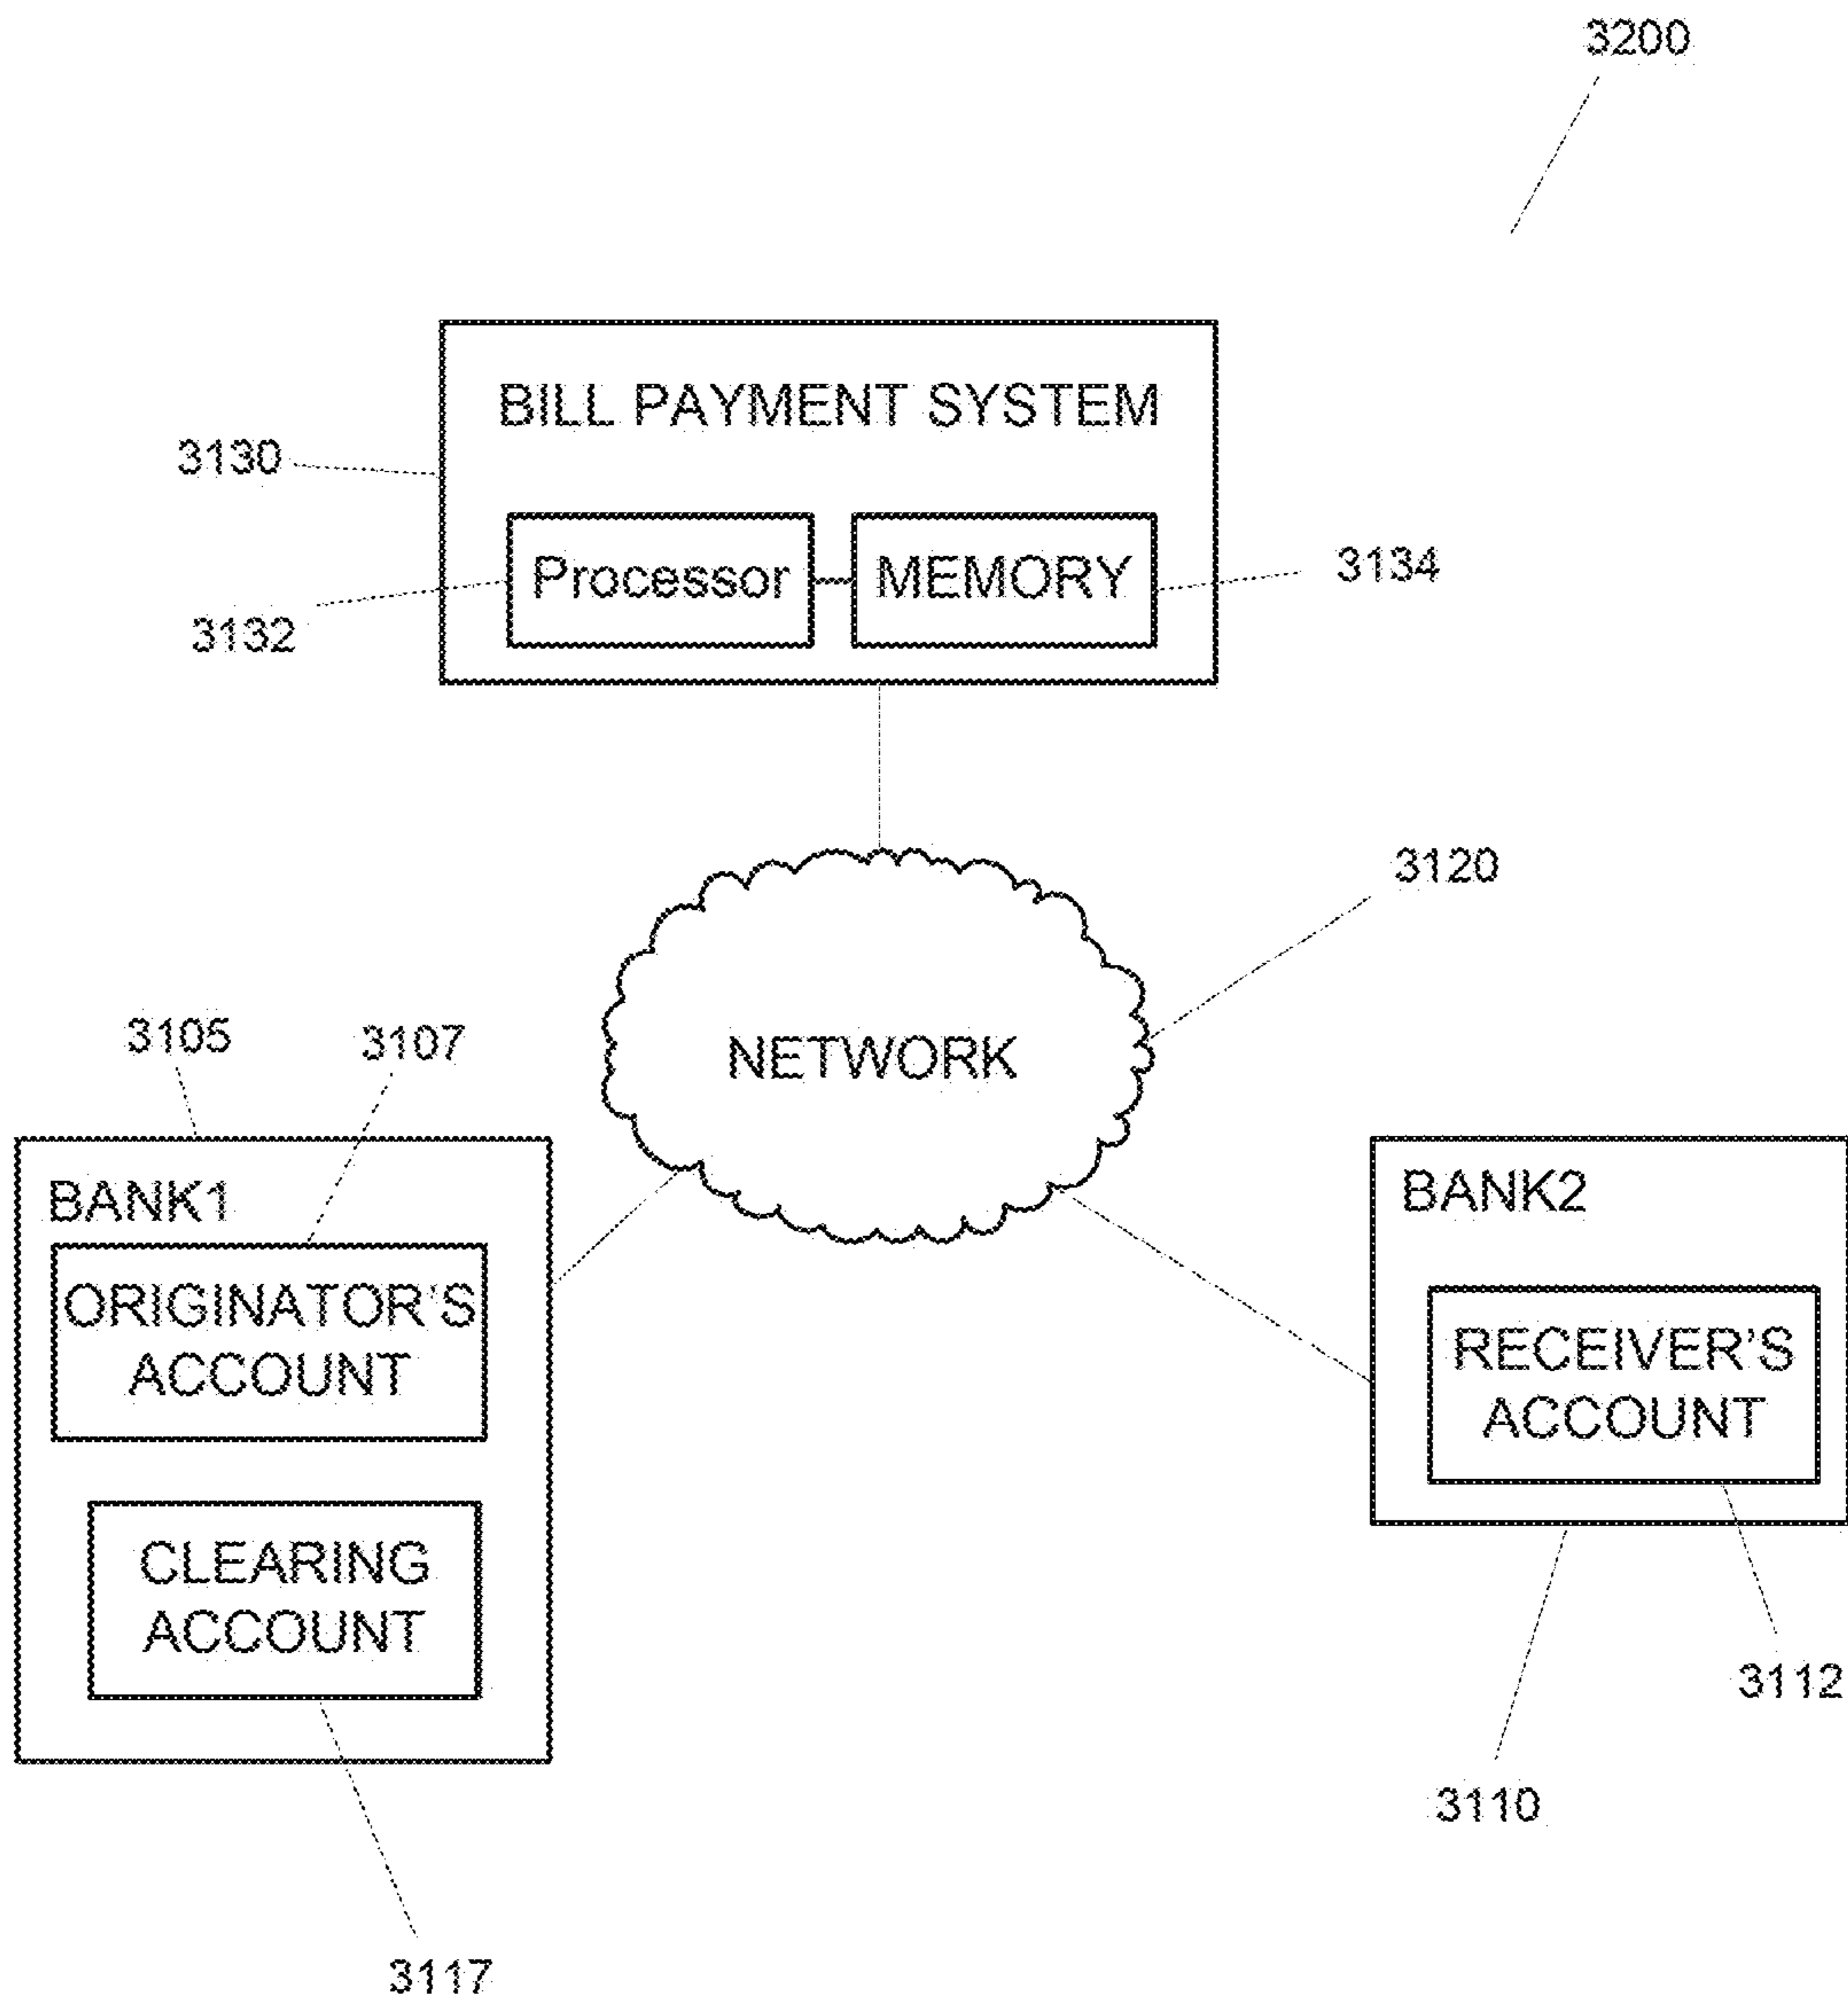 3200
BILL PAYMENT SYSTEM
3130
Processor
MEMORY
3134
3132
3120
NETWORK
3105
3107
BANK1
ORIGINATOR'S
ACCOUNT
CLEARING
ACCOUNT
BANK2
RECEIVER'S
ACCOUNT
3112
3110
3117